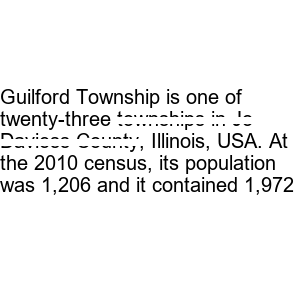 Guilford Township is one of
twenty-three townships in Jo
Daviess County, Illinois, USA. At
the 2010 census, its population
was 1,206 and it contained 1,972